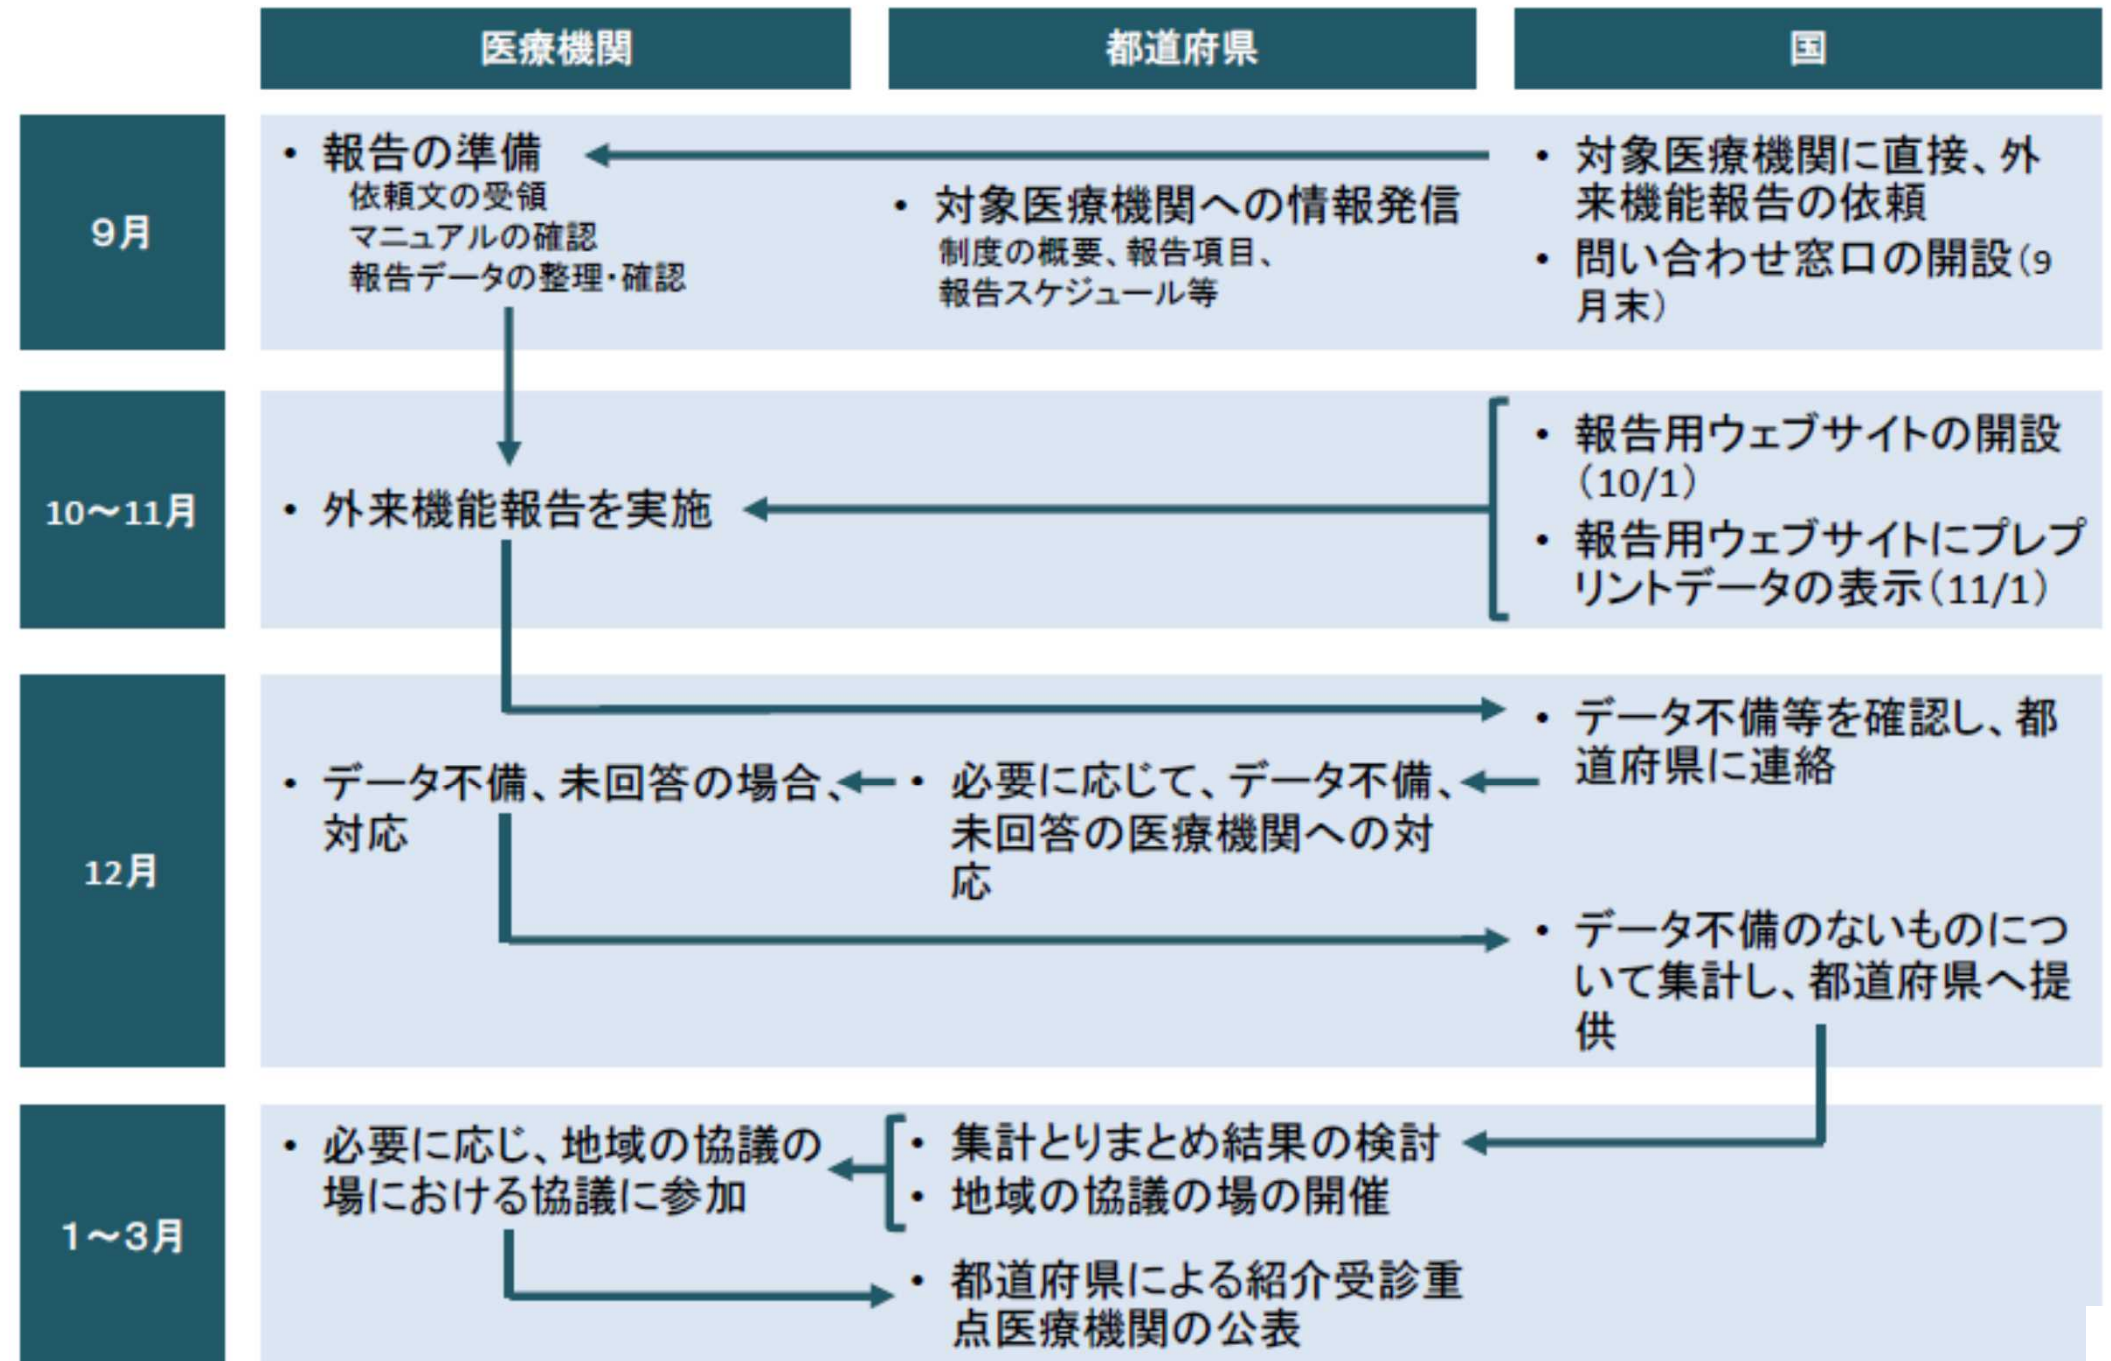 医療機関
都道府県
国
9月
• 報告の準備
依頼文の受領
マニュアルの確認
報告データの整理・確認
• 対象医療機関への情報発信
制度の概要、報告項目、
報告スケジュール等
• 対象医療機関に直接、外
来機能報告の依頼
• 問い合わせ窓口の開設（9
月末）
10～11月
• 外来機能報告を実施
• 報告用ウェブサイトの開設
（10/1）
• 報告用ウェブサイトにプレプ
リントデータの表示（11/1）
12月
• データ不備、未回答の場合、
対応
• 必要に応じて、データ不備、
未回答の医療機関への対
応
• データ不備等を確認し、都
道府県に連絡
• データ不備のないものにつ
いて集計し、都道府県へ提
供
1～3月
• 必要に応じ、地域の協議の
場における協議に参加
• 集計とりまとめ結果の検討
• 地域の協議の場の開催
• 都道府県による紹介受診重
点医療機関の公表